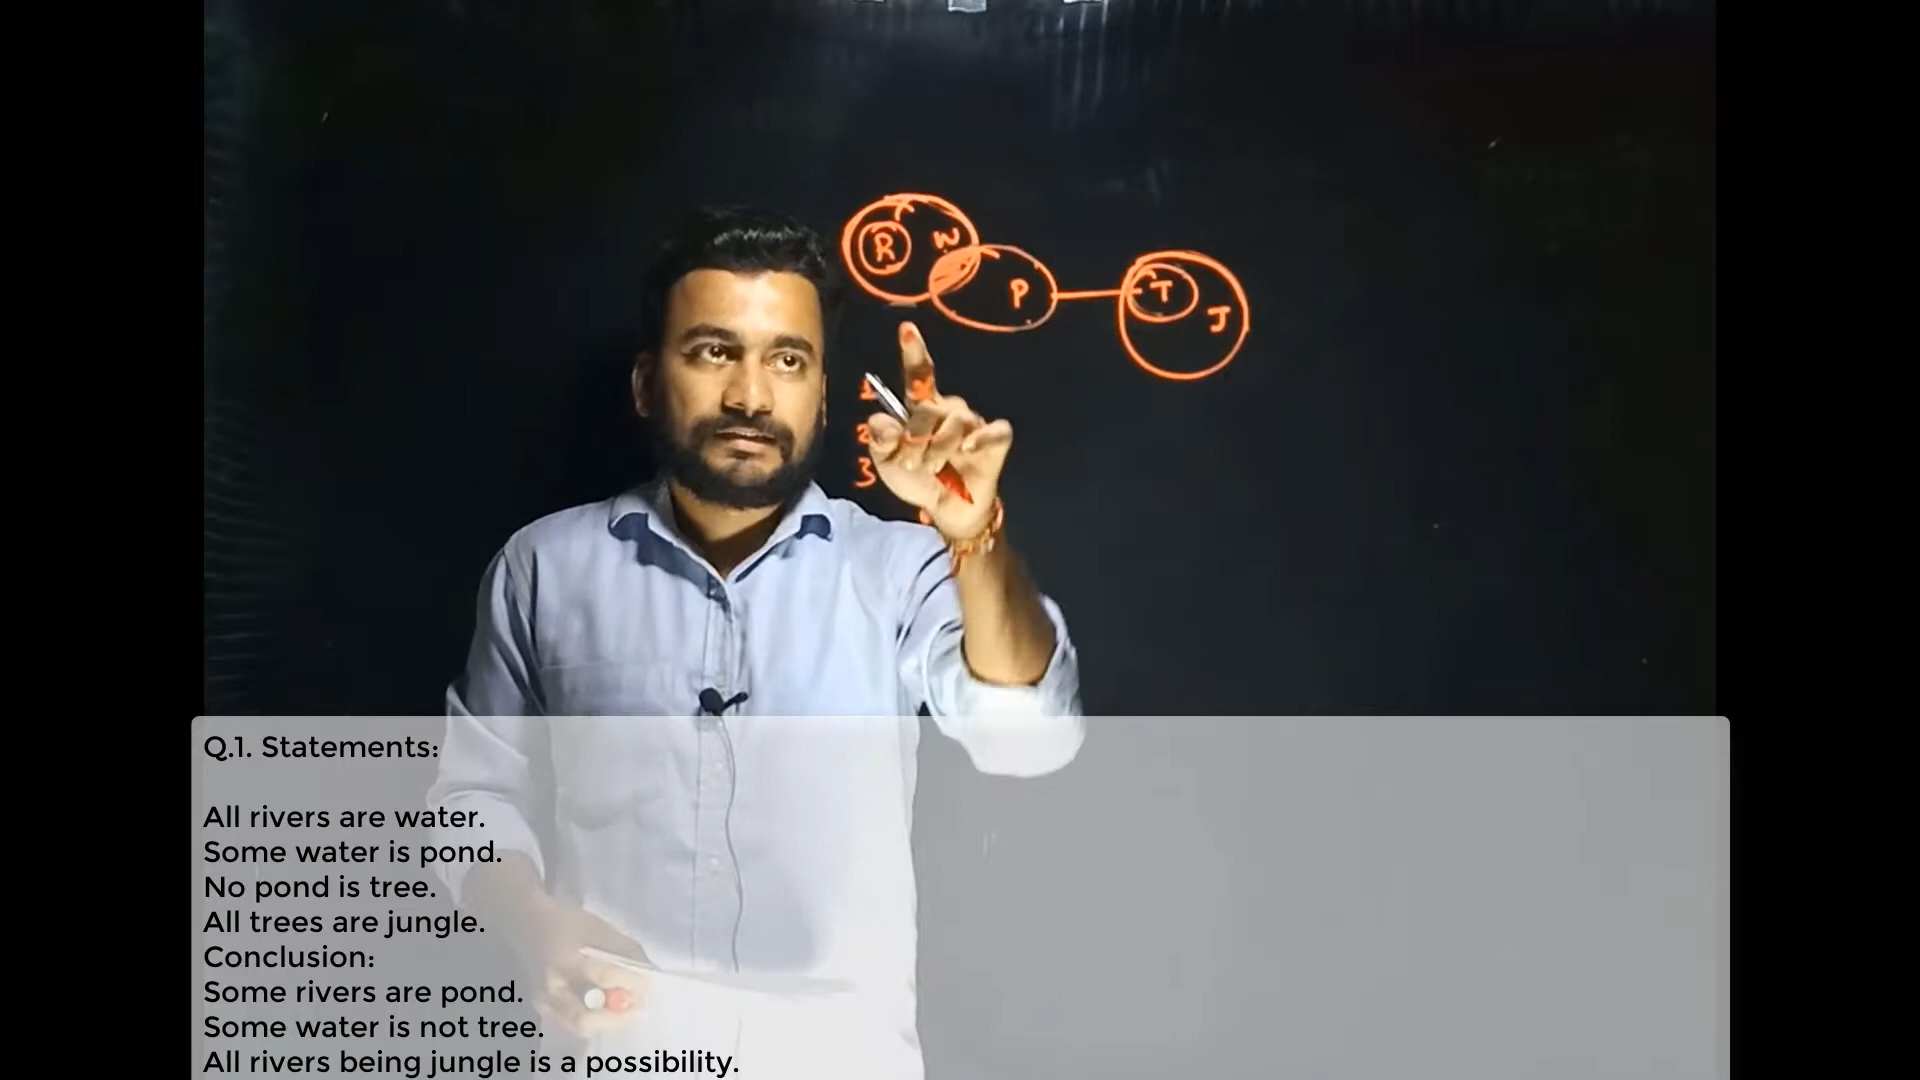 R W
P T
J
2
3
Q.1. Statements:
All rivers are water.
Some water is pond.
No pond is tree.
All trees are jungle.
Conclusion:
Some rivers are pond.
Some water is not tree.
All rivers being jungle is a possibility.